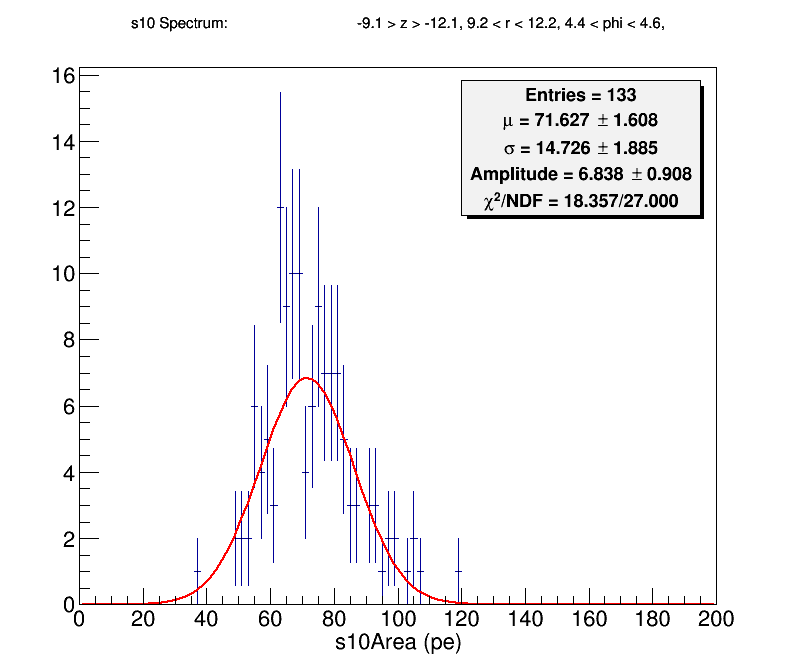 s10 Spectrum: -9.1 > z > -12.1, 9.2 < r < 12.2, 4.4 < phi < 4.6,
Entries = 133
μ = 71.627 ± 1.608
σ = 14.726 ± 1.885
Amplitude = 6.838 ± 0.908
χ²/NDF = 18.357/27.000
16
14
12
10
8
6
4
2
0
0 20 40 60 80 100 120 140 160 180 200
s10Area (pe)